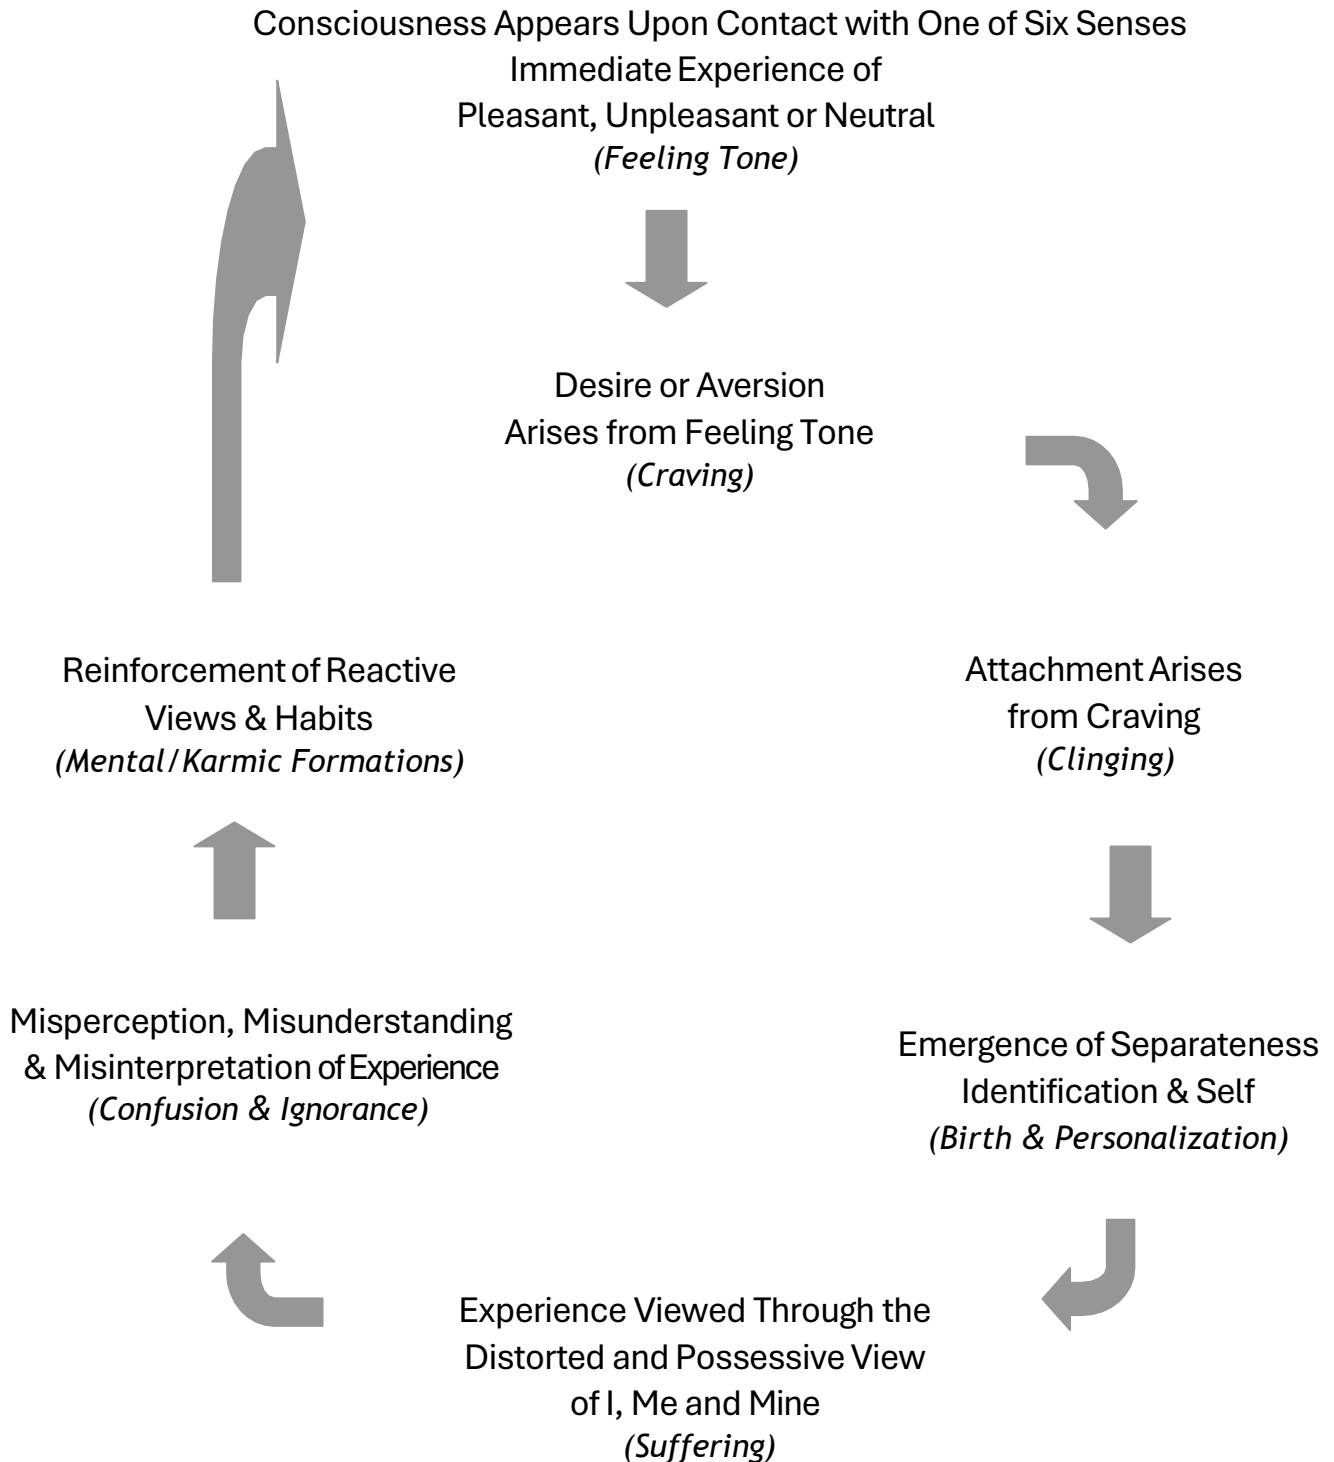 Consciousness Appears Upon Contact with One of Six Senses
Immediate Experience of
Pleasant, Unpleasant or Neutral
(Feeling Tone)
Desire or Aversion
Arises from Feeling Tone
(Craving)
Attachment Arises
from Craving
(Clinging)
Emergence of Separateness
Identification & Self
(Birth & Personalization)
Experience Viewed Through the
Distorted and Possessive View
of I, Me and Mine
(Suffering)
Misperception, Misunderstanding
& Misinterpretation of Experience
(Confusion & Ignorance)
Reinforcement of Reactive
Views & Habits
(Mental/Karmic Formations)